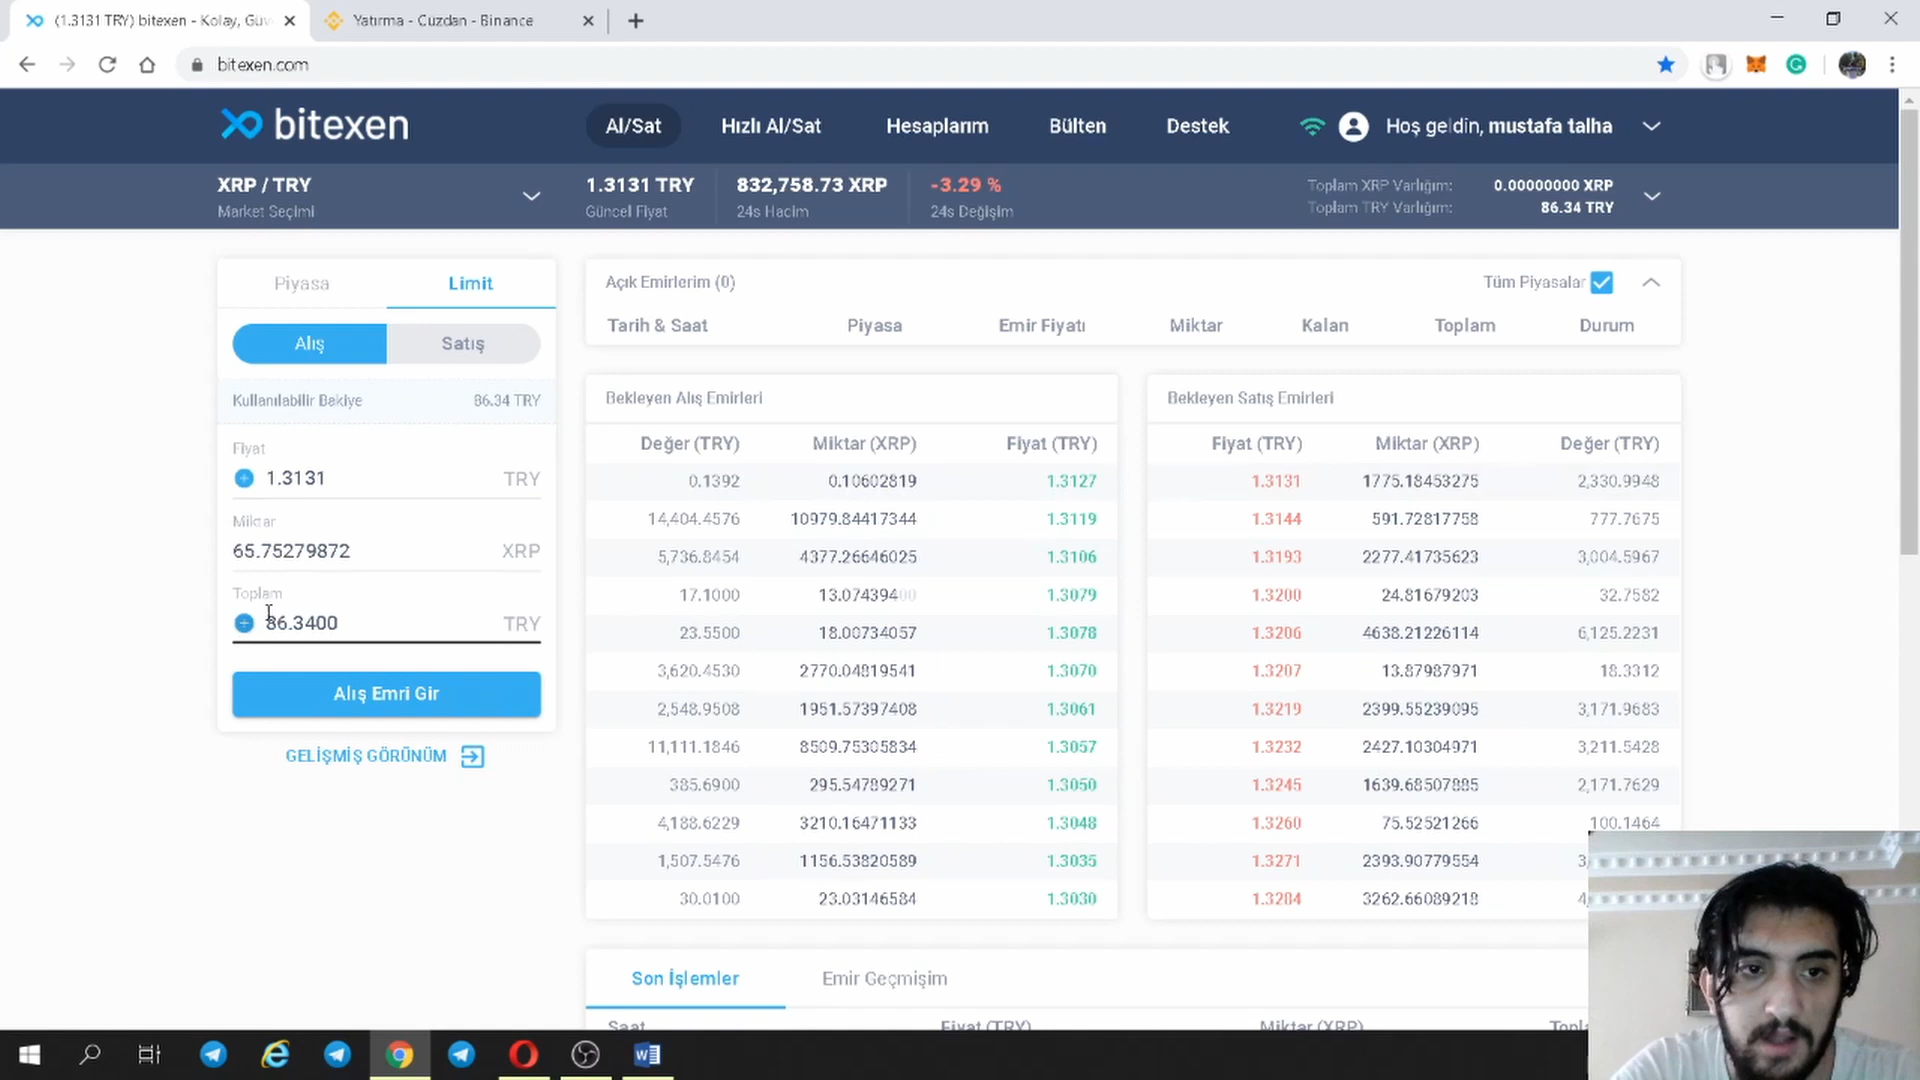 (1.3131 TRY) bitexen - Kolay, Güv
Yatırma - Cüzdan - Binance
bitexen.com
bitexen
Al/Sat
Hızlı Al/Sat
Hesaplarım
Bülten
Destek
Hoş geldin, mustafa talha
XRP / TRY
Market Seçimi
1.3131 TRY
Güncel Fiyat
832,758.73 XRP
24s Hacim
-3.29 %
24s Değişim
Toplam XRP Varlığım: 0.00000000 XRP
Toplam TRY Varlığım: 86.34 TRY
Piyasa Limit
Alış Satış
Kullanılabilir Bakiye 86.34 TRY
Fiyat
1.3131 TRY
Miktar
65.75279872 XRP
Toplam
86.3400 TRY
Alış Emri Gir
GELİŞMİŞ GÖRÜNÜM
Açık Emirlerim (0) Tüm Piyasalar
Tarih & Saat Piyasa Emir Fiyatı Miktar Kalan Toplam Durum
Bekleyen Alış Emirleri
Değer (TRY) Miktar (XRP) Fiyat (TRY)
0.1392 0.10602819 1.3127
14,404.4576 10979.84417344 1.3119
5,736.8454 4377.26646025 1.3106
17.1000 13.07439400 1.3079
23.5500 18.00734057 1.3078
3,620.4530 2770.04819541 1.3070
2,548.9508 1951.57397408 1.3061
11,111.1846 8509.75305834 1.3057
385.6900 295.54789271 1.3050
4,188.6229 3210.16471133 1.3048
1,507.5476 1156.53820589 1.3035
30.0100 23.03146584 1.3030
Bekleyen Satış Emirleri
Fiyat (TRY) Miktar (XRP) Değer (TRY)
1.3131 1775.18453275 2,330.9948
1.3144 591.72817758 777.7675
1.3193 2277.41735623 3,004.5967
1.3200 24.81679203 32.7582
1.3206 4638.21226114 6,125.2231
1.3207 13.87987971 18.3312
1.3219 2399.55239095 3,171.9683
1.3232 2427.10304971 3,211.5428
1.3245 1639.68507885 2,171.7629
1.3260 75.52521266 100.1464
1.3271 2393.90779554
1.3284 3262.66089218
Son İşlemler
Emir Geçmişim
Saat Fiyat (TRY) Miktar (XRP)